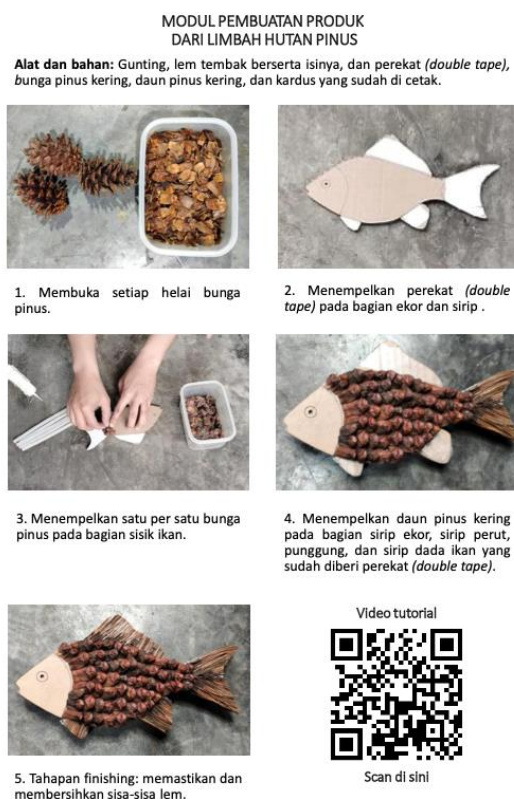 MODUL PEMBUATAN PRODUK
DARI LIMBAH HUTAN PINUS
Alat dan bahan: Gunting, lem tembak berserta isinya, dan perekat (double tape),
bunga pinus kering, daun pinus kering, dan kardus yang sudah di cetak.
1. Membuka setiap helai bunga
pinus.
2. Menempelkan perekat (double
tape) pada bagian ekor dan sirip .
3. Menempelkan satu per satu bunga
pinus pada bagian sisik ikan.
4. Menempelkan daun pinus kering
pada bagian sirip ekor, sirip perut,
punggung, dan sirip dada ikan yang
sudah diberi perekat (double tape).
5. Tahapan finishing: memastikan dan
membersihkan sisa-sisa lem.
Video tutorial
Scan di sini